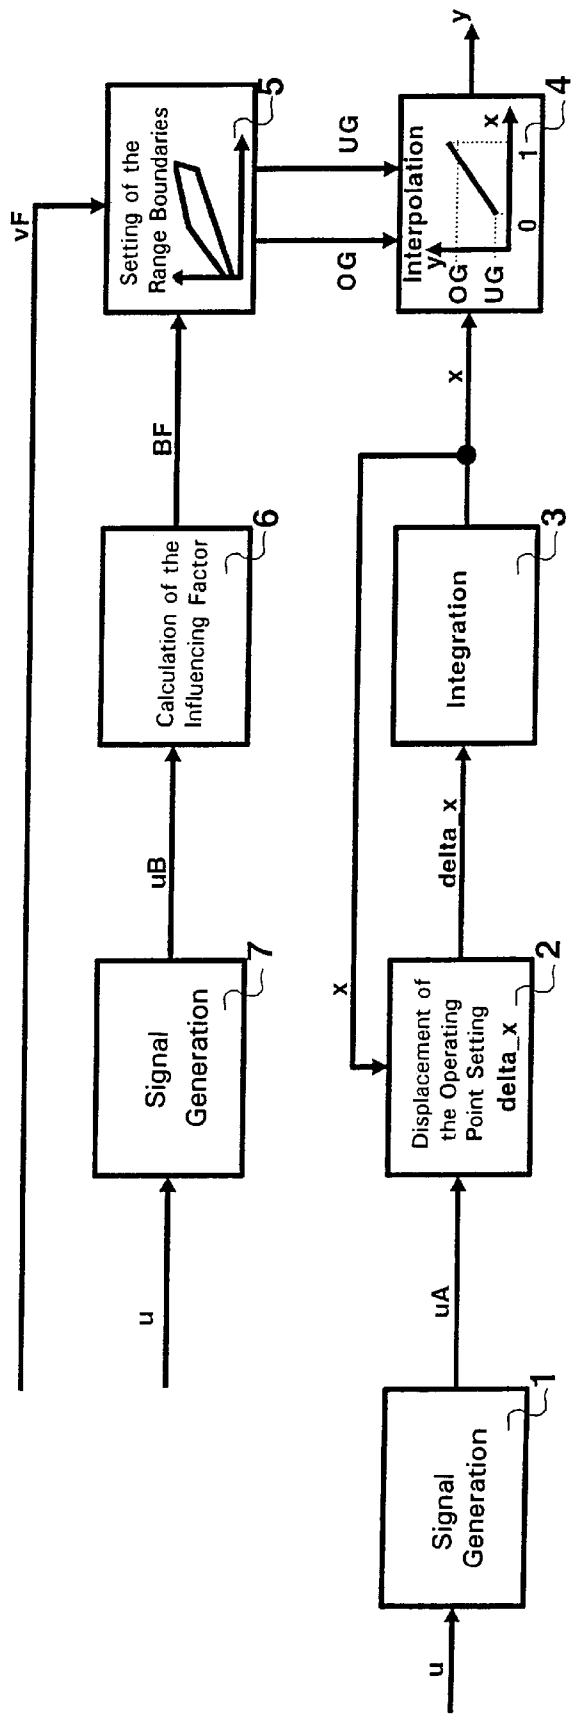 vF
u
Signal
Generation
7
uB
Calculation of the
Influencing Factor
6
BF
Setting of the
Range Boundaries
5
OG
UG
u
Signal
Generation
1
uA
x
Displacement of
the Operating
Point Setting
delta_x
2
delta_x
Integration
3
x
Interpolation
y
OG
UG
0
1
x
4
y